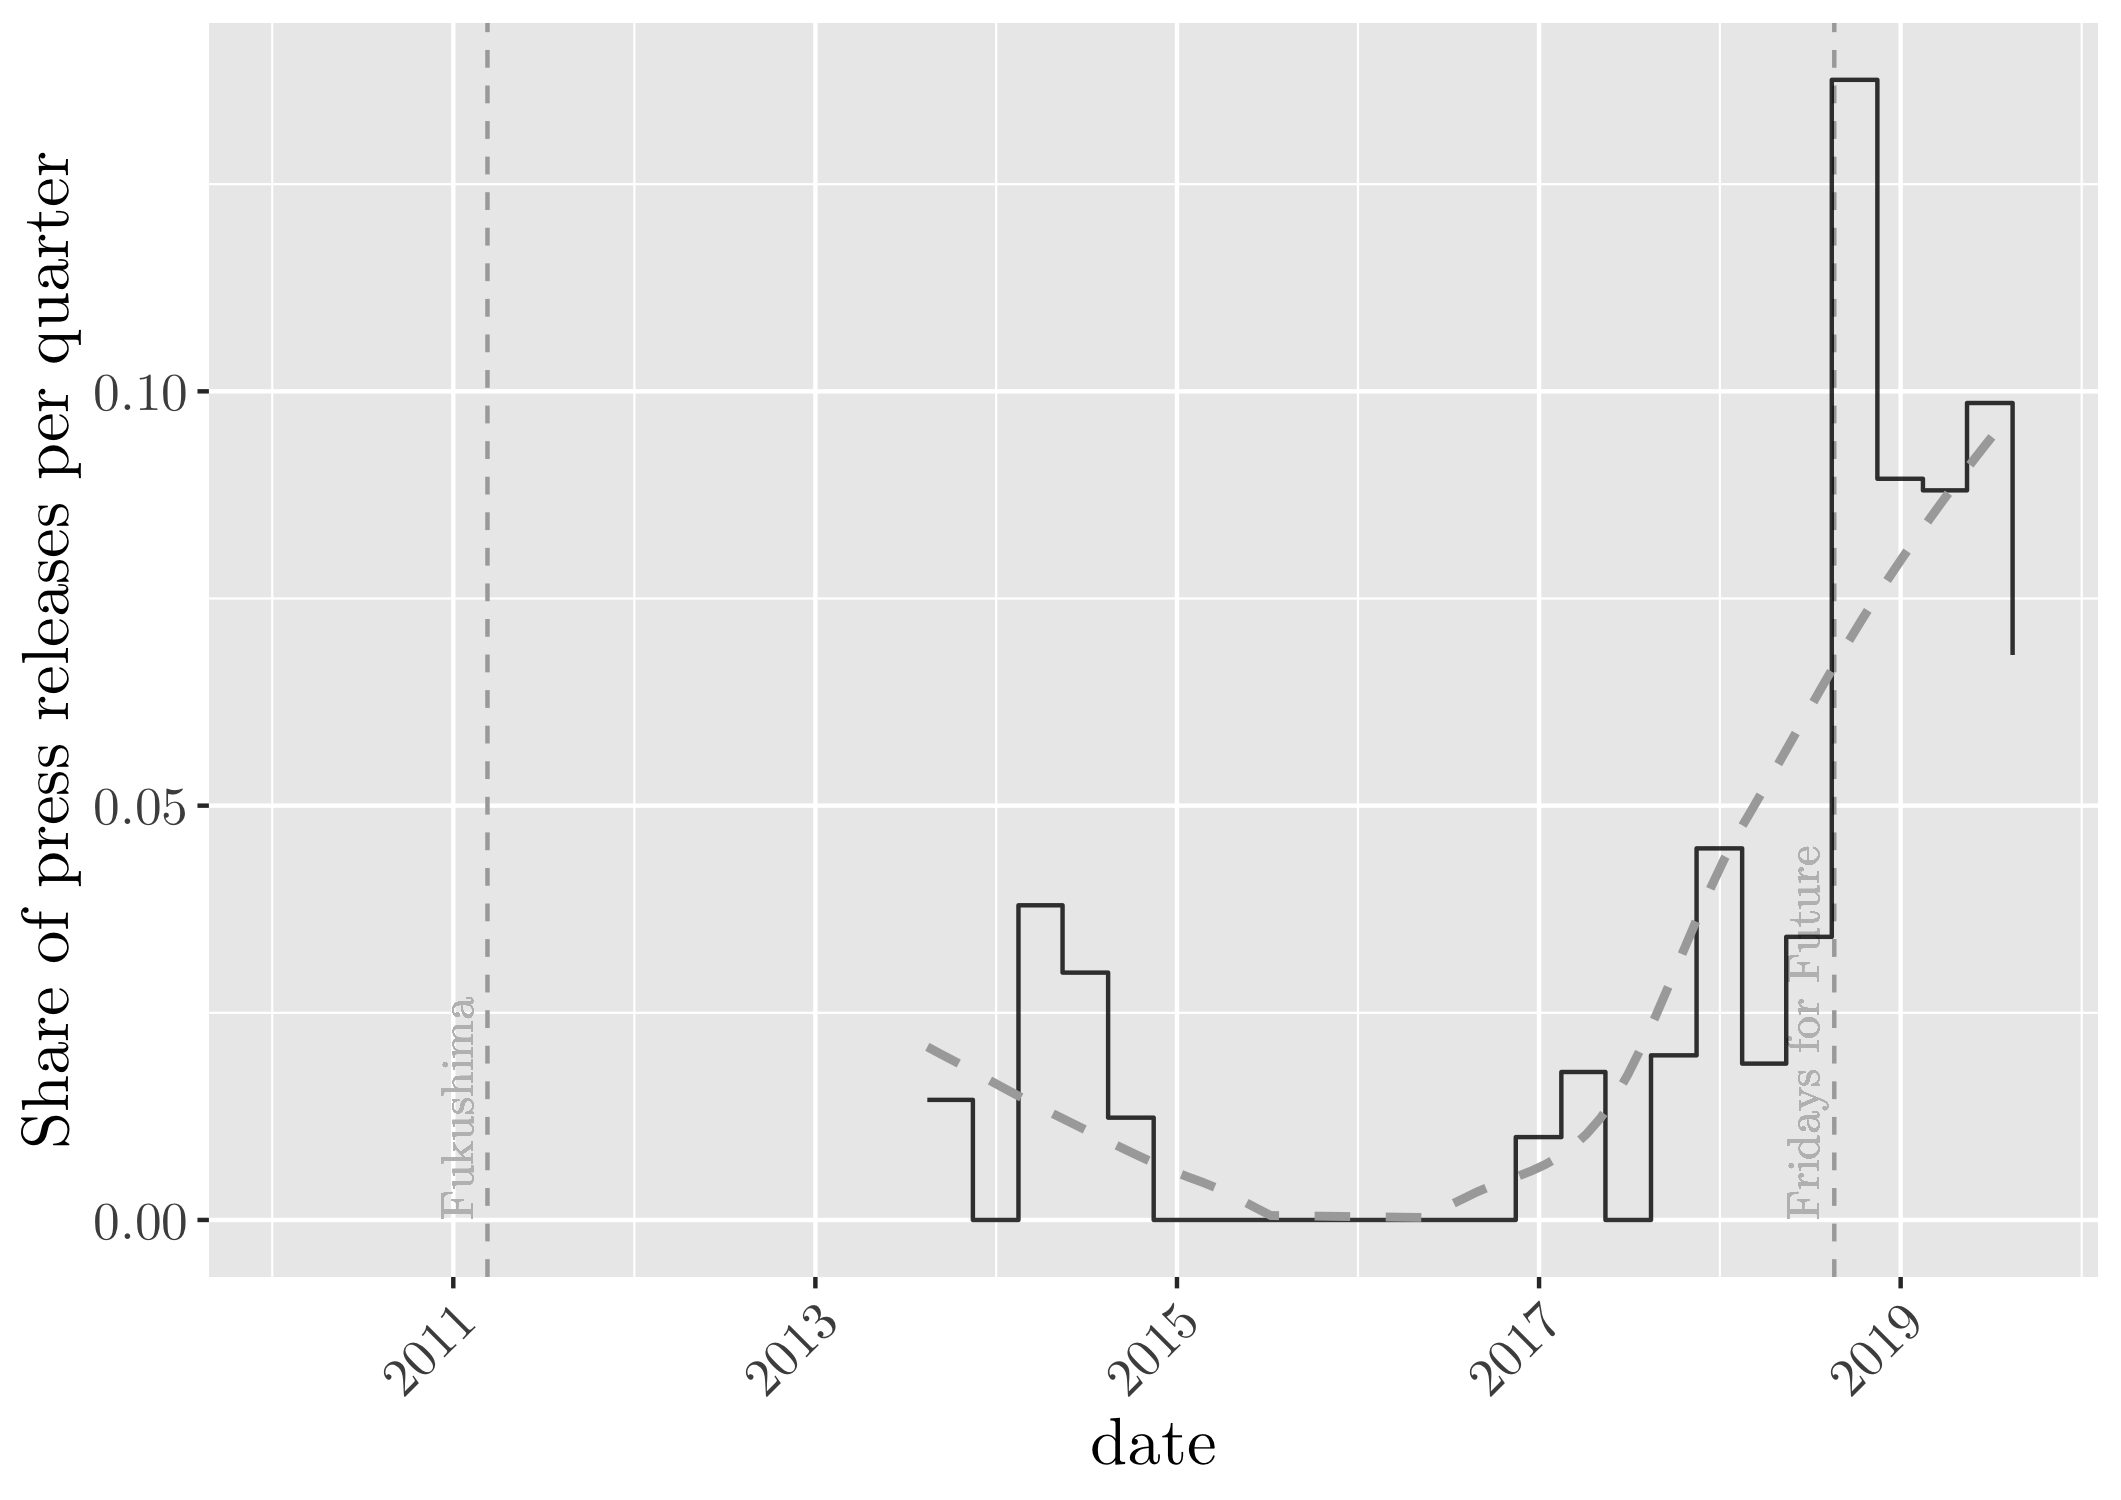 Share of press releases per quarter
0.10
0.05
0.00
Fukushima
Fridays for Future
2011
2013
2015
2017
2019
date